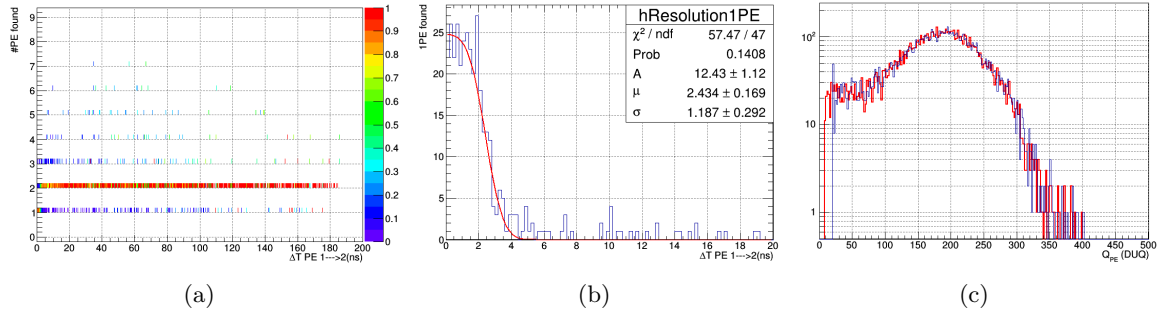 #PE found
9
8
7
6
5
4
3
2
1
0
0 20 40 60 80 100 120 140 160 180 200
ΔT PE 1--->2(ns)
1
0.9
0.8
0.7
0.6
0.5
0.4
0.3
0.2
0.1
0
(a)
1PE found
25
20
15
10
5
0
0 2 4 6 8 10 12 14 16 18 20
ΔT PE 1--->2(ns)
hResolution1PE
χ² / ndf 57.47 / 47
Prob 0.1408
A 12.43 ± 1.12
μ 2.434 ± 0.169
σ 1.187 ± 0.292
(b)
10²
10
1
0 50 100 150 200 250 300 350 400 450 500
Q_PE (DUQ)
(c)